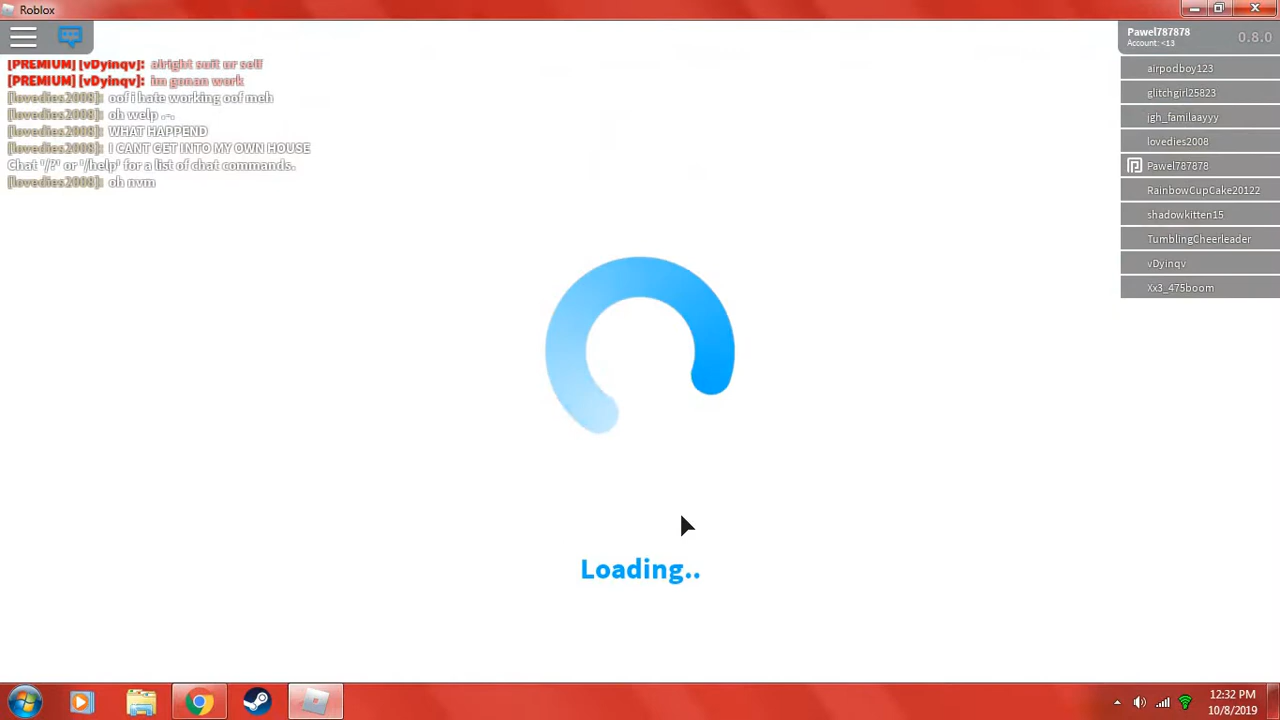 Roblox
[PREMIUM] [vDyinqv]: alright suit ur self
[PREMIUM] [vDyinqv]: im gonan work
[lovedies2008]: oof i hate working oof meh
[lovedies2008]: oh welp .-.
[lovedies2008]: WHAT HAPPEND
[lovedies2008]: I CANT GET INTO MY OWN HOUSE
Chat '/?' or '/help' for a list of chat commands.
[lovedies2008]: oh nvm
Pawel787878
Account: <13
0.8.0
airpodboy123
glitchgirl25823
jgh_familaayyy
lovedies2008
Pawel787878
RainbowCupCake20122
shadowkitten15
TumblingCheerleader
vDyinqv
Xx3_475boom
Loading..
12:32 PM
10/8/2019